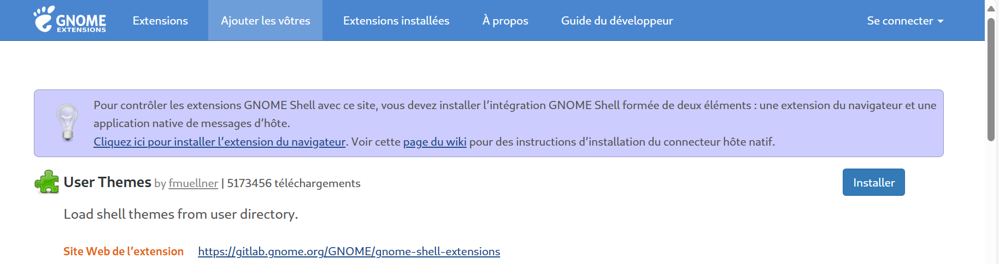 GNOME EXTENSIONS Extensions Ajouter les vôtres Extensions installées À propos Guide du développeur Se connecter
Pour contrôler les extensions GNOME Shell avec ce site, vous devez installer l’intégration GNOME Shell formée de deux éléments : une extension du navigateur et une
application native de messages d’hôte.
Cliquez ici pour installer l’extension du navigateur. Voir cette page du wiki pour des instructions d’installation du connecteur hôte natif.
User Themes by fmuellner | 5173456 téléchargements Installer
Load shell themes from user directory.
Site Web de l’extension https://gitlab.gnome.org/GNOME/gnome-shell-extensions